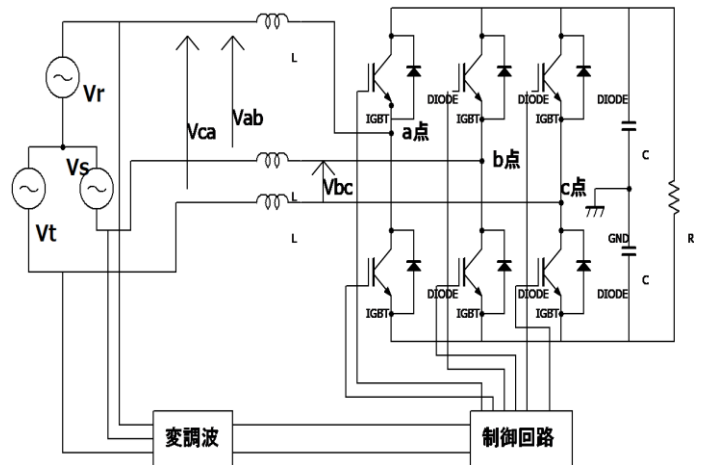 L
Vr
Vca
Vab
DIODE
DIODE
DIODE
IGBT
IGBT
IGBT
a点
b点
c点
C
Vs
Vt
L
Vbc
L
GND
R
C
DIODE
DIODE
DIODE
IGBT
IGBT
IGBT
変調波
制御回路